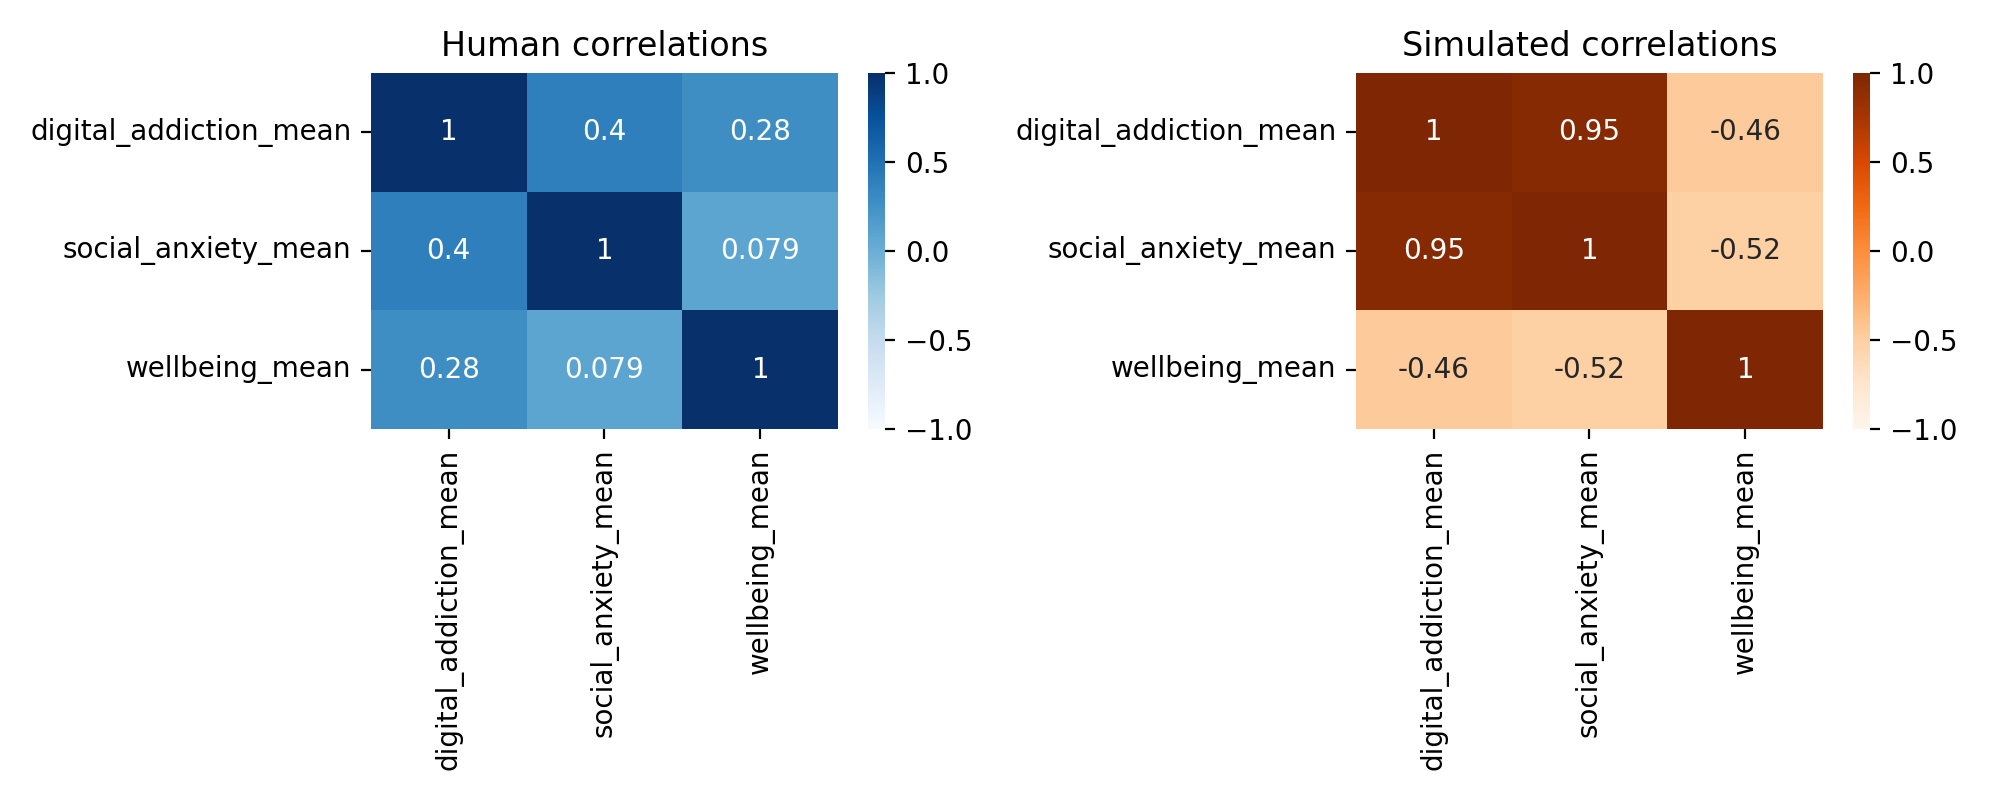 Human correlations
digital_addiction_mean
social_anxiety_mean
wellbeing_mean
1 0.4 0.28
0.4 1 0.079
0.28 0.079 1
digital_addiction_mean
social_anxiety_mean
wellbeing_mean
1.0
0.5
0.0
−0.5
−1.0
Simulated correlations
digital_addiction_mean
social_anxiety_mean
wellbeing_mean
1 0.95 -0.46
0.95 1 -0.52
-0.46 -0.52 1
digital_addiction_mean
social_anxiety_mean
wellbeing_mean
1.0
0.5
0.0
−0.5
−1.0